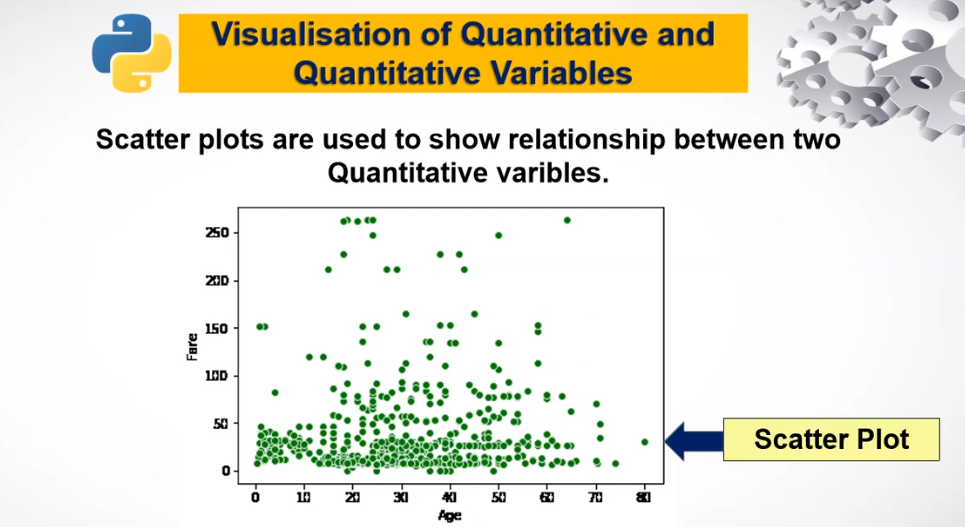 Visualisation of Quantitative and
Quantitative Variables
Scatter plots are used to show relationship between two
Quantitative varibles.
250
200
150
100
50
0
Fare
0 10 20 30 40 50 60 70 80
Age
Scatter Plot